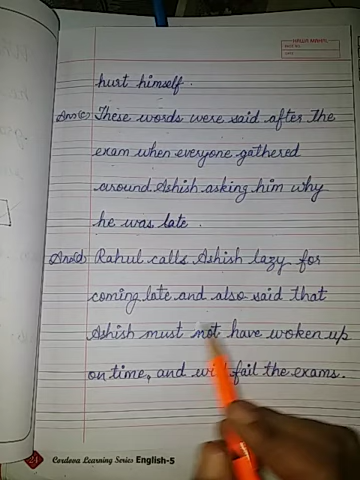 hurt himself.
Ans(c) These words were said after the
exam when everyone gathered
around Ashish asking him why
he was late.
Ans(d) Rahul calls Ashish lazy for
coming late and also said that
Ashish must not have woken up
on time, and will fail the exams.
24 Cordova Learning Series English-5